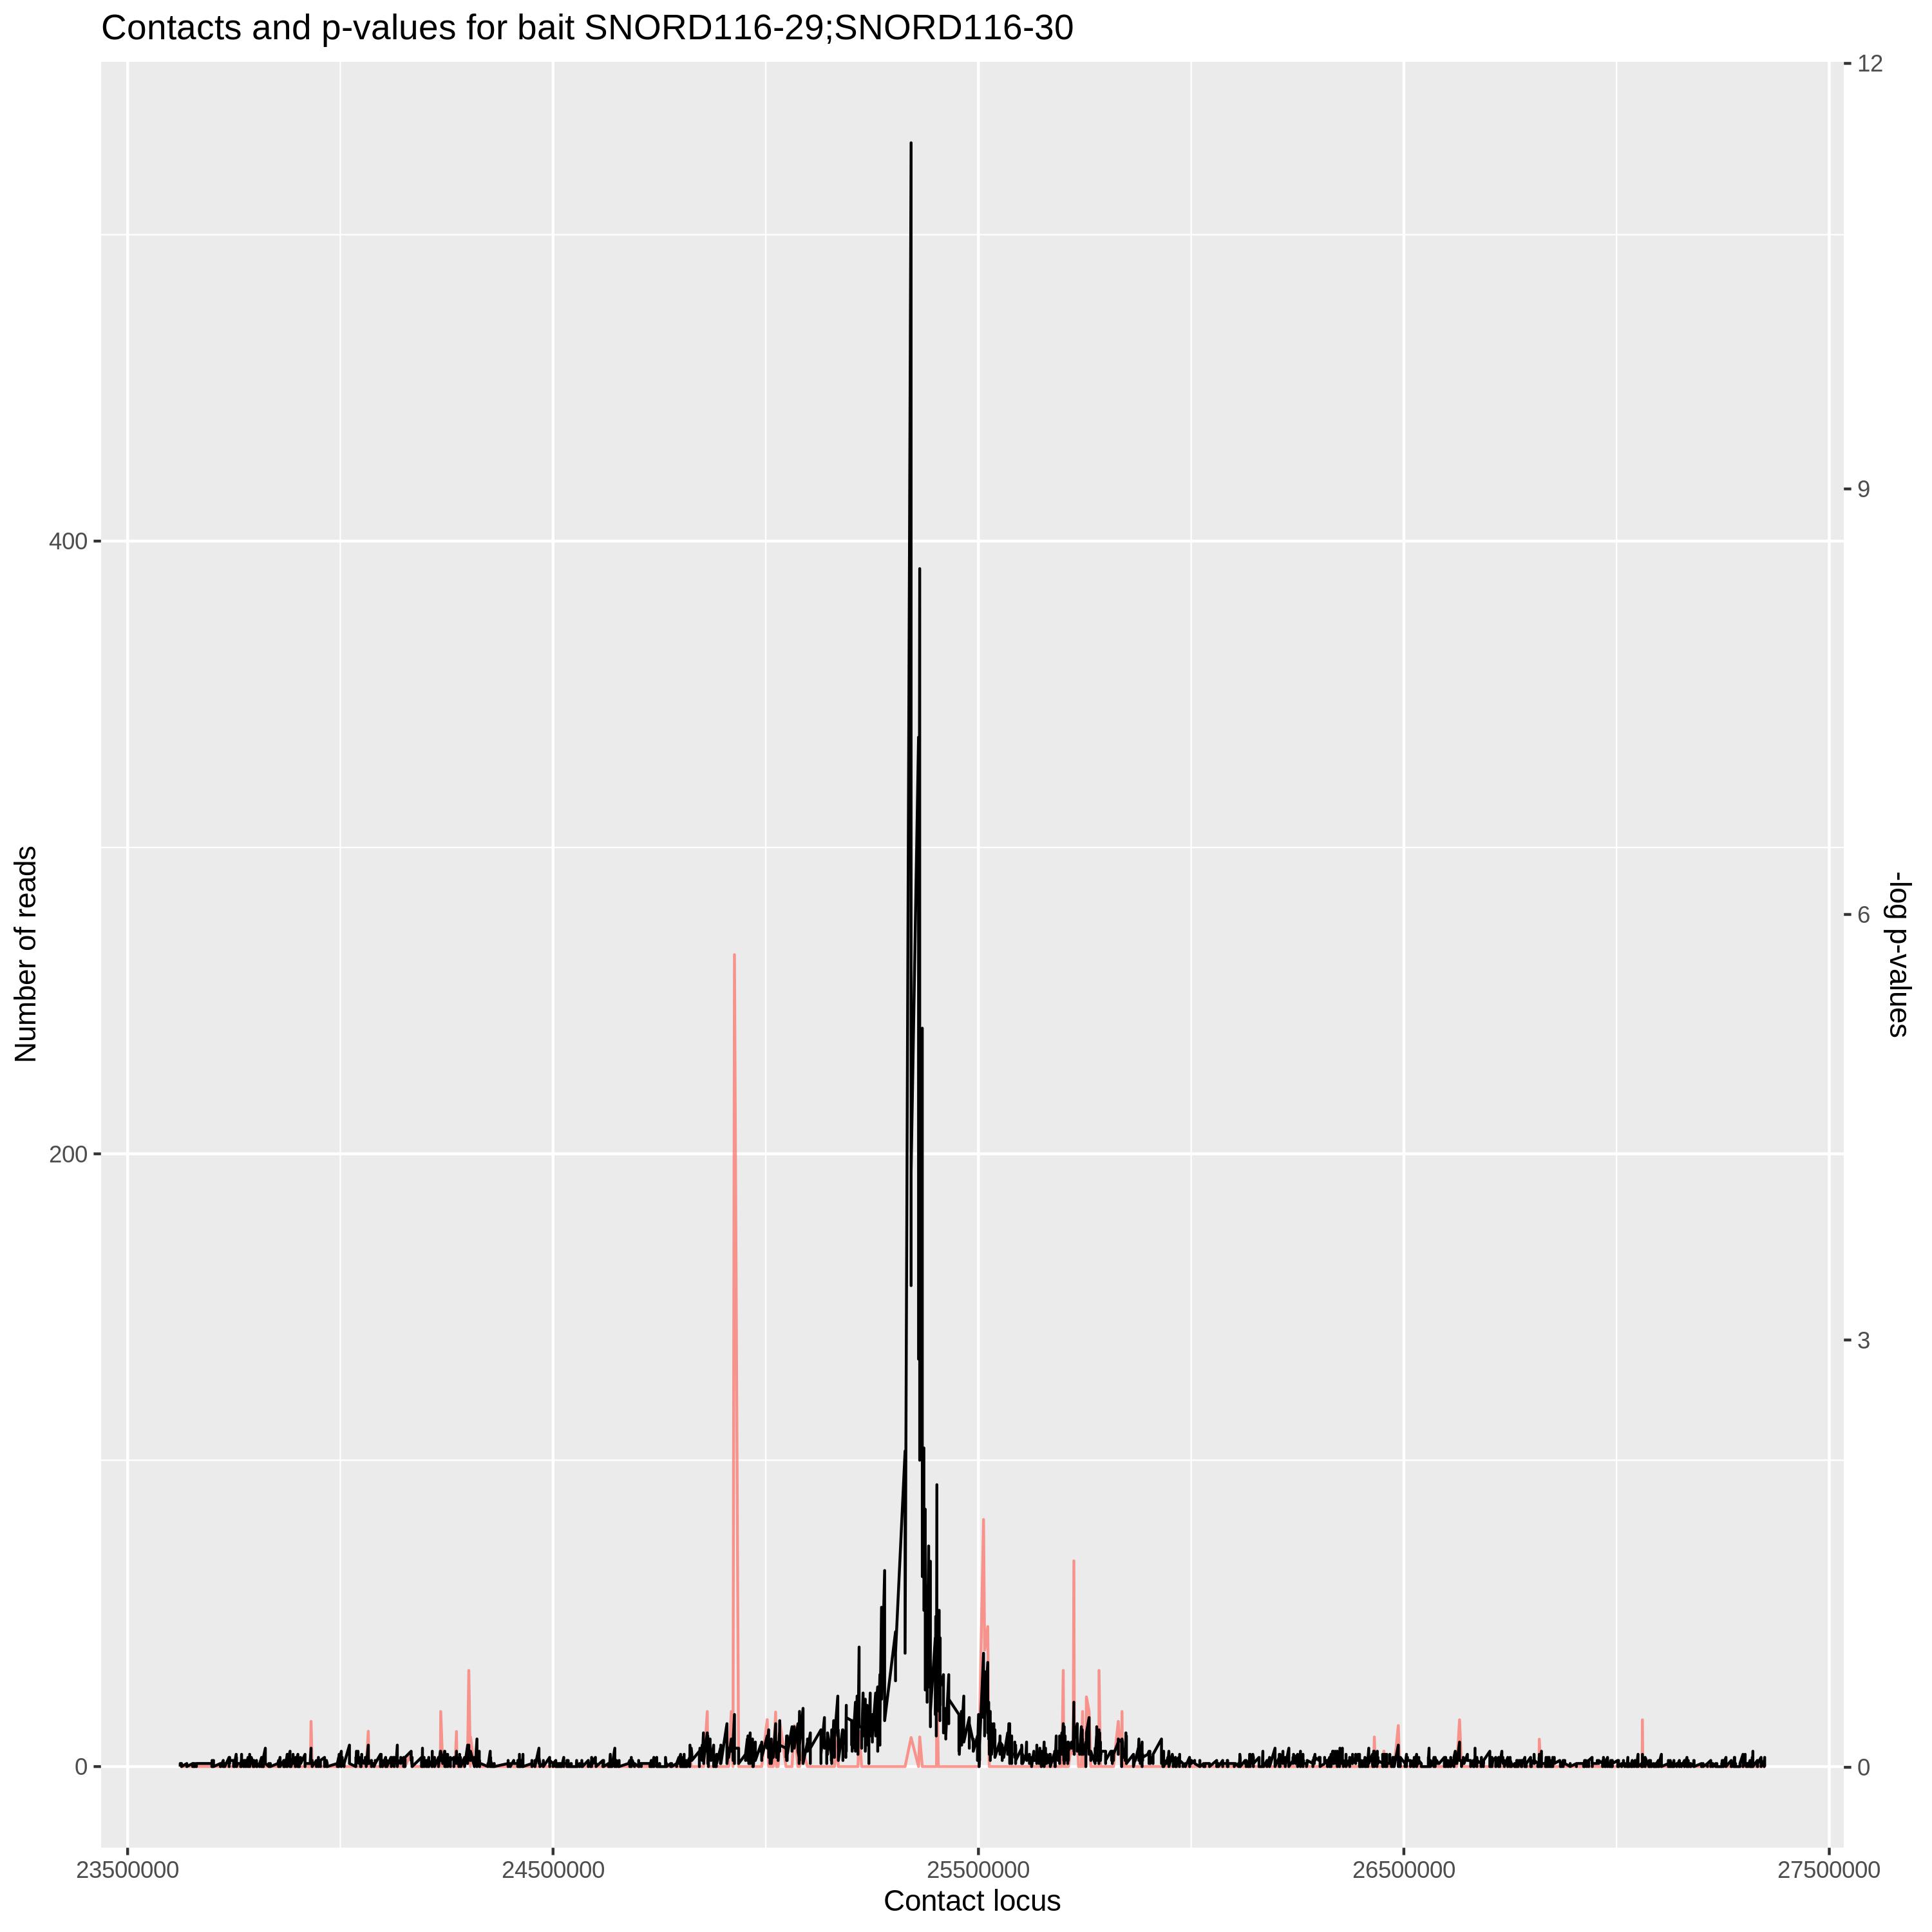 Contacts and p-values for bait SNORD116-29;SNORD116-30
12
9
6
3
0
400
200
0
Number of reads
-log p-values
23500000 24500000 25500000 26500000 27500000
Contact locus